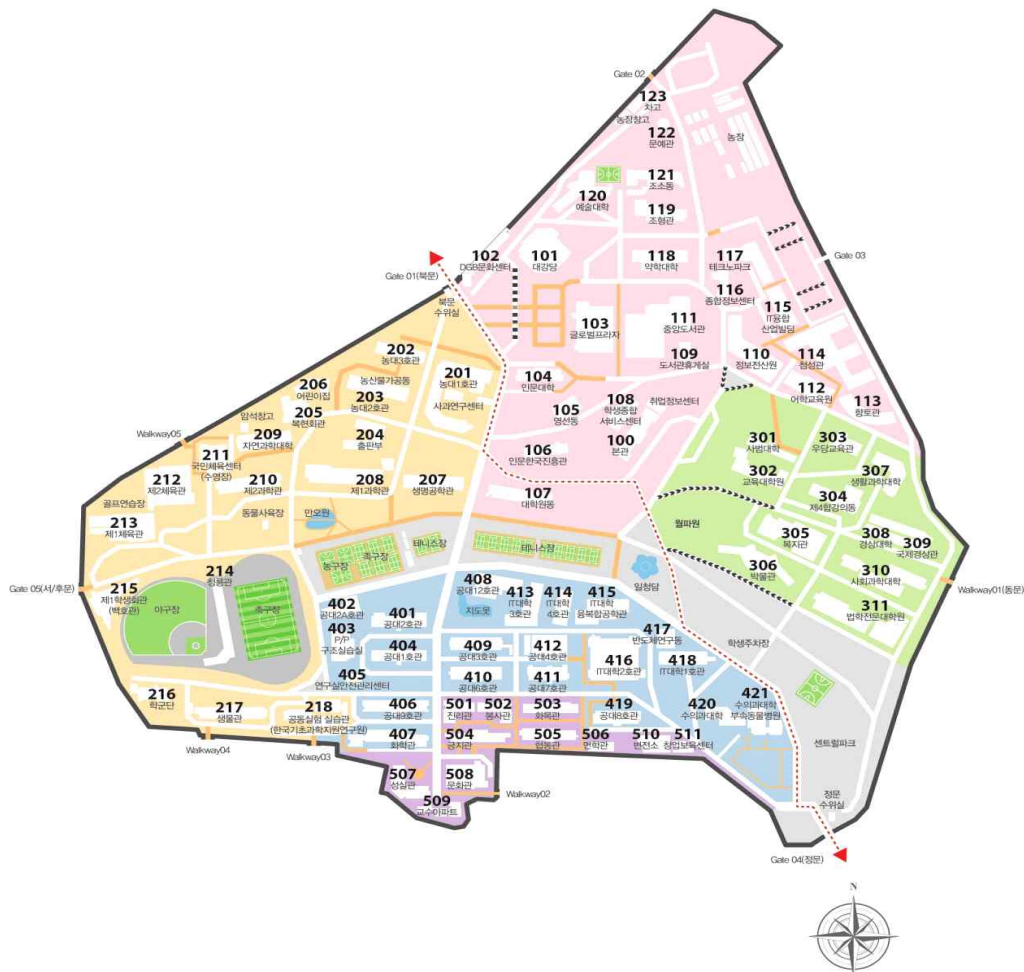 Gate 02
123
차고
농장창고
122
문예관
농장
121
조소동
120
예술대학
119
조형관
102
DGB문화센터
101
대강당
118
약학대학
117
테크노파크
Gate 03
Gate 01(북문)
북문
수위실
116
종합정보센터
115
IT융합
산업빌딩
103
글로벌프라자
111
중앙도서관
109
도서관휴게실
110
정보전산원
114
첨성관
112
어학교육원
113
향토관
202
농대3호관
201
농대1호관
농산물가공동
206
어린이집
203
농대2호관
사과연구센터
104
인문대학
105
영선동
108
학생종합
서비스센터
취업정보센터
100
본관
106
인문한국진흥관
107
대학원동
205
복현회관
암석창고
209
자연과학대학
204
출판부
Walkway05
211
국민체육센터
(수영장)
212
제2체육관
골프연습장
210
제2과학관
208
제1과학관
207
생명공학관
동물사육장
만오원
213
제1체육관
301
사범대학
303
우당교육관
302
교육대학원
307
생활과학대학
304
제4합강의동
월파원
305
복지관
308
경상대학
309
국제경상관
306
박물관
310
사회과학대학
311
법학전문대학원
Walkway01(동문)
농구장
족구장
테니스장
테니스장
일청담
Gate 05(서/후문)
215
제1학생회관
(백호관)
214
청룡관
야구장
축구장
408
공대12호관
지도못
413
IT대학
3호관
414
IT대학
4호관
415
IT대학
융복합공학관
402
공대2A호관
401
공대2호관
403
P/P
구조실습실
404
공대1호관
409
공대3호관
412
공대4호관
417
반도체연구동
416
IT대학2호관
418
IT대학1호관
학생주차장
405
연구실안전관리센터
410
공대6호관
411
공대7호관
216
학군단
217
생물관
218
공동실험 실습관
(한국기초과학지원연구원)
406
공대9호관
501
진리관
502
봉사관
503
화목관
419
공대8호관
420
수의과대학
421
수의과대학
부속동물병원
407
화학관
504
긍지관
505
협동관
506
면학관
510
변전소
511
창업보육센터
센트럴파크
Walkway04
Walkway03
507
성실관
508
문화관
Walkway02
509
교수아파트
정문
수위실
Gate 04(정문)
N